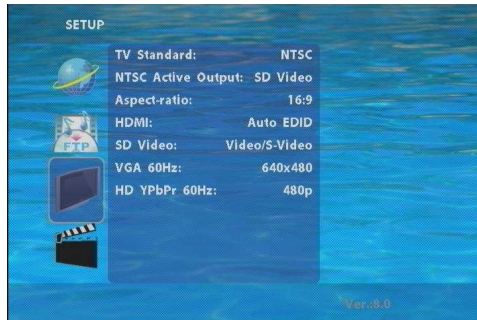 SETUP
TV Standard: NTSC
NTSC Active Output: SD Video
Aspect-ratio: 16:9
HDMI: Auto EDID
SD Video: Video/S-Video
VGA 60Hz: 640x480
HD YPbPr 60Hz: 480p
FTP
Ver.:8.0